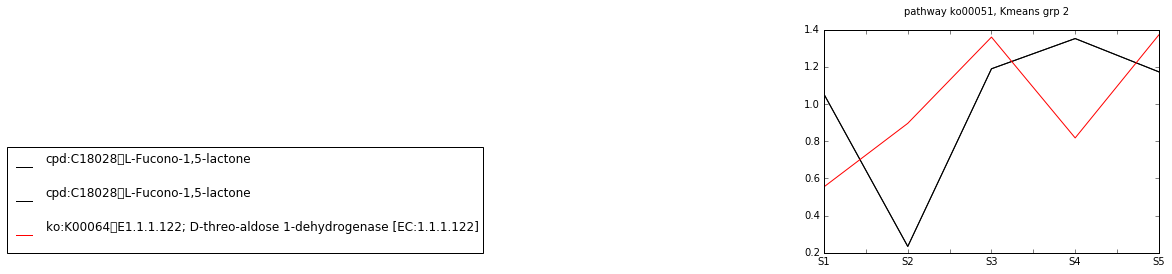 pathway ko00051, Kmeans grp 2
1.4
1.2
1.0
0.8
0.6
0.4
0.2
S1 S2 S3 S4 S5
cpd:C18028▯L-Fucono-1,5-lactone
cpd:C18028▯L-Fucono-1,5-lactone
ko:K00064▯E1.1.1.122; D-threo-aldose 1-dehydrogenase [EC:1.1.1.122]